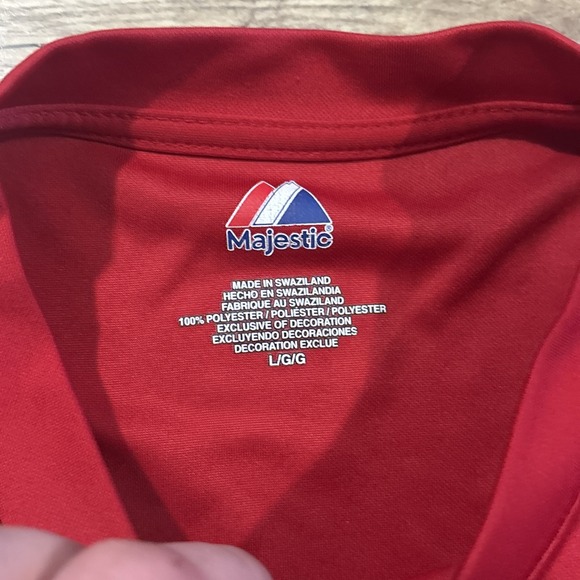 Majestic®
MADE IN SWAZILAND
HECHO EN SWAZILANDIA
FABRIQUE AU SWAZILAND
100% POLYESTER / POLIÉSTER / POLYESTER
EXCLUSIVE OF DECORATION
EXCLUYENDO DECORACIONES
DECORATION EXCLUE
L/G/G